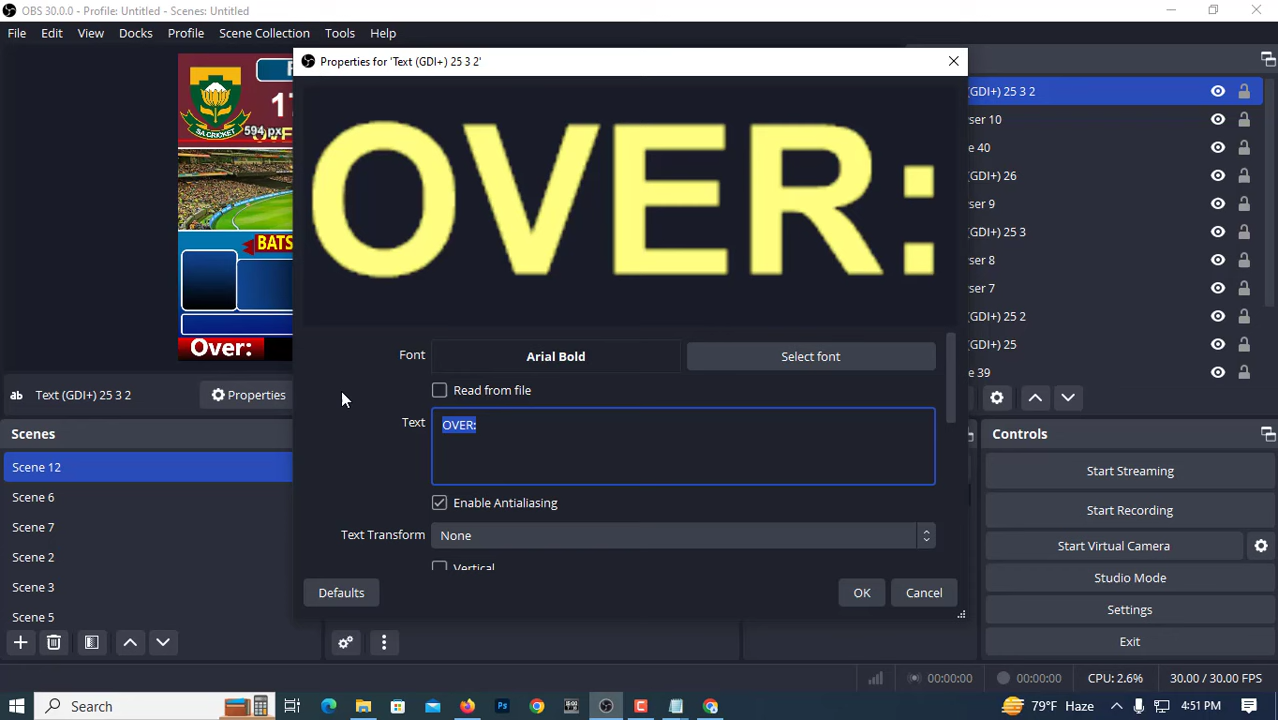 OBS 30.0.0 - Profile: Untitled - Scenes: Untitled
File Edit View Docks Profile Scene Collection Tools Help
Properties for 'Text (GDI+) 25 3 2'
SA CRICKET
594 px
BATS
Over:
OVER:
(GDI+) 25 3 2
ser 10
e 40
(GDI+) 26
ser 9
(GDI+) 25 3
ser 8
ser 7
(GDI+) 25 2
(GDI+) 25
e 39
Font Arial Bold Select font
Read from file
Text OVER:
Enable Antialiasing
Text Transform None
Vertical
Defaults OK Cancel
ab Text (GDI+) 25 3 2 Properties
Scenes
Scene 12
Scene 6
Scene 7
Scene 2
Scene 3
Scene 5
Controls
Start Streaming
Start Recording
Start Virtual Camera
Studio Mode
Settings
Exit
00:00:00 00:00:00 CPU: 2.6% 30.00 / 30.00 FPS
Search
79°F Haze 4:51 PM